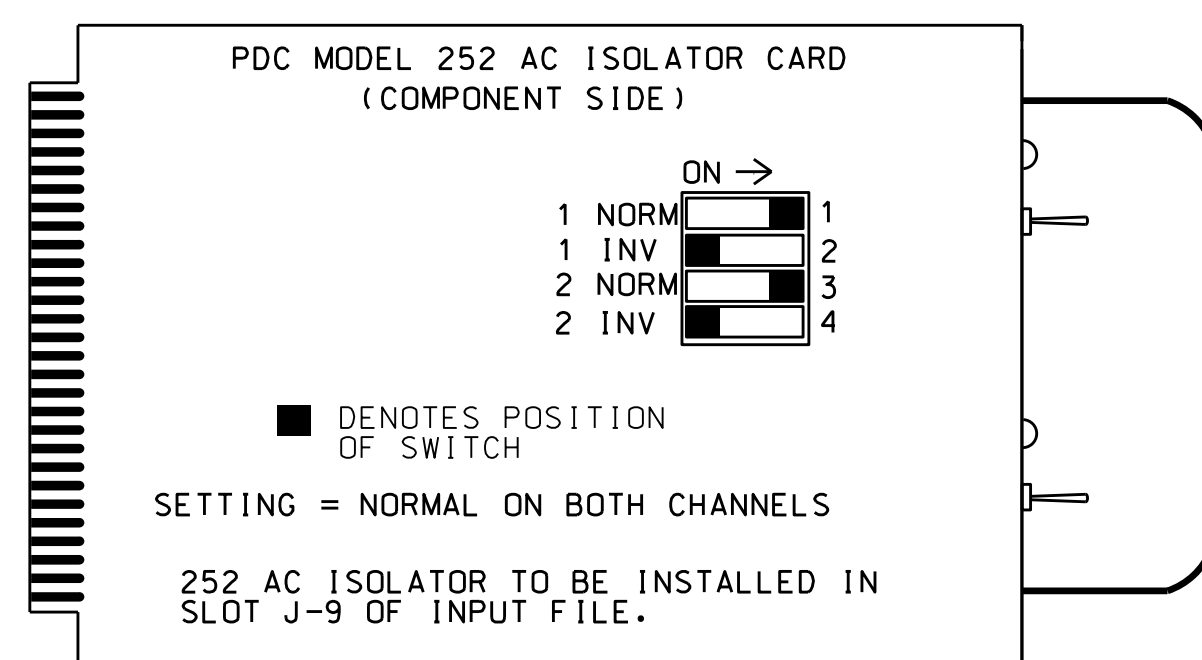 PDC MODEL 252 AC ISOLATOR CARD
(COMPONENT SIDE)
ON →
1 NORM 1
1 INV 2
2 NORM 3
2 INV 4
DENOTES POSITION
OF SWITCH
SETTING = NORMAL ON BOTH CHANNELS
252 AC ISOLATOR TO BE INSTALLED IN
SLOT J-9 OF INPUT FILE.